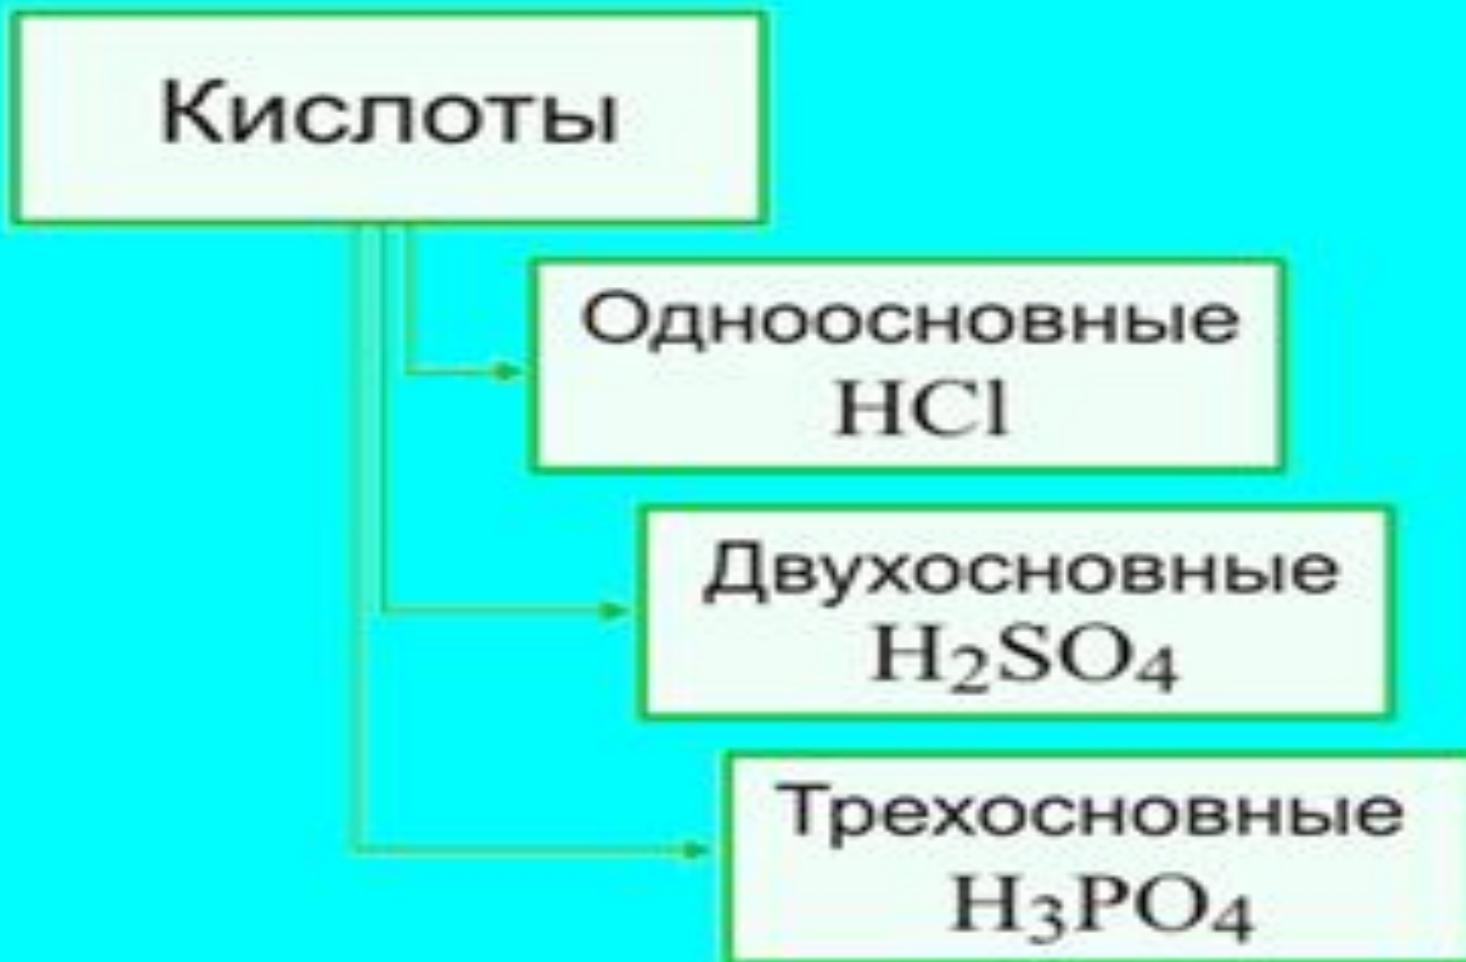 Кислоты
Одноосновные
HCl
Двухосновные
H₂SO₄
Трехосновные
H₃PO₄